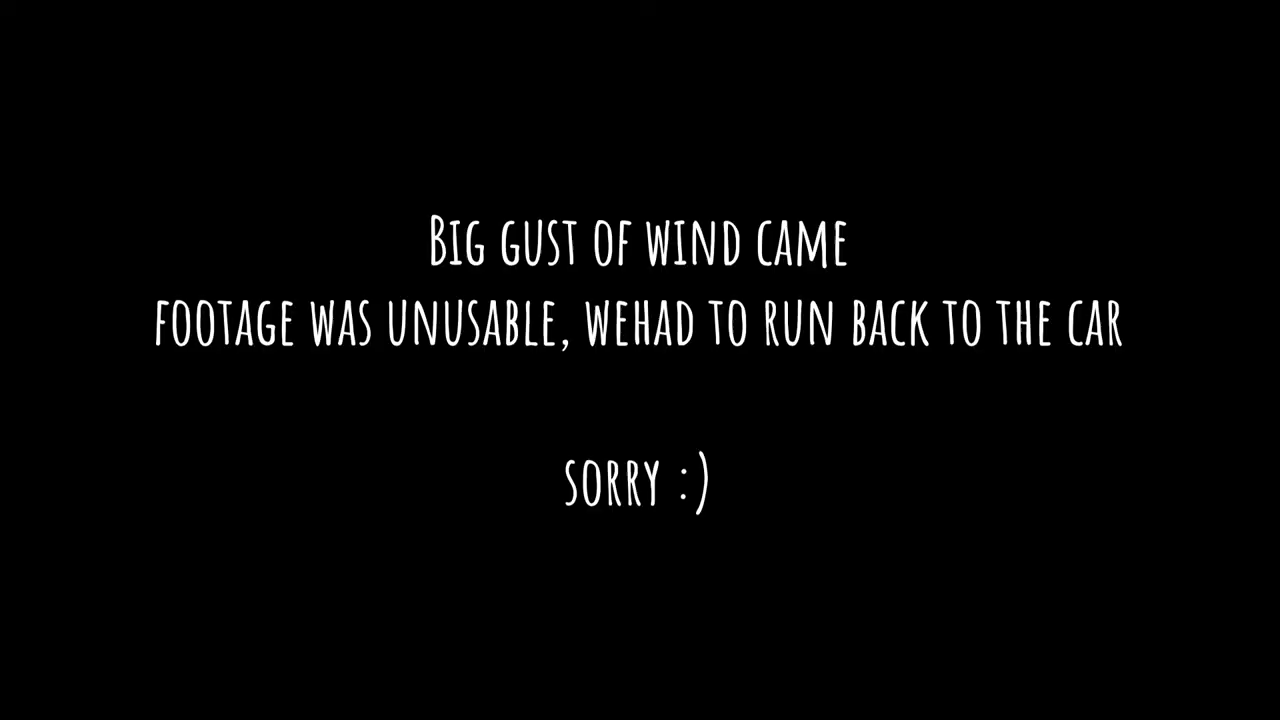 Big gust of wind came
footage was unusable, wehad to run back to the car
sorry :)